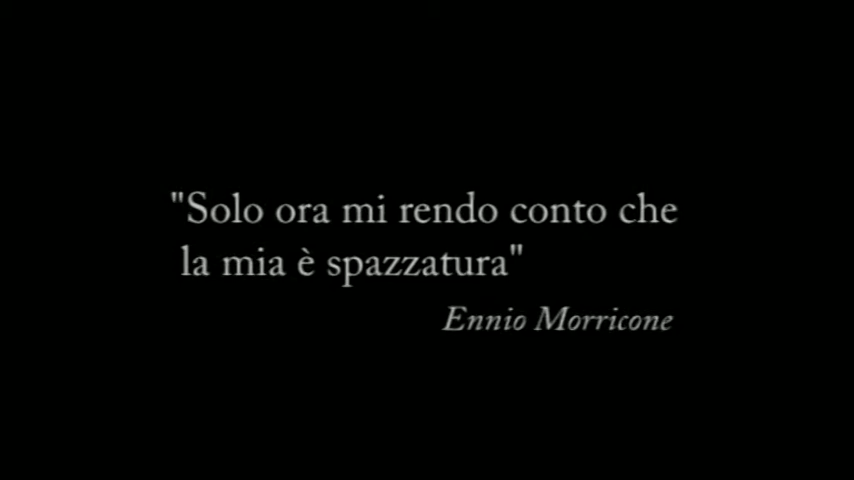 "Solo ora mi rendo conto che
la mia è spazzatura"
Ennio Morricone